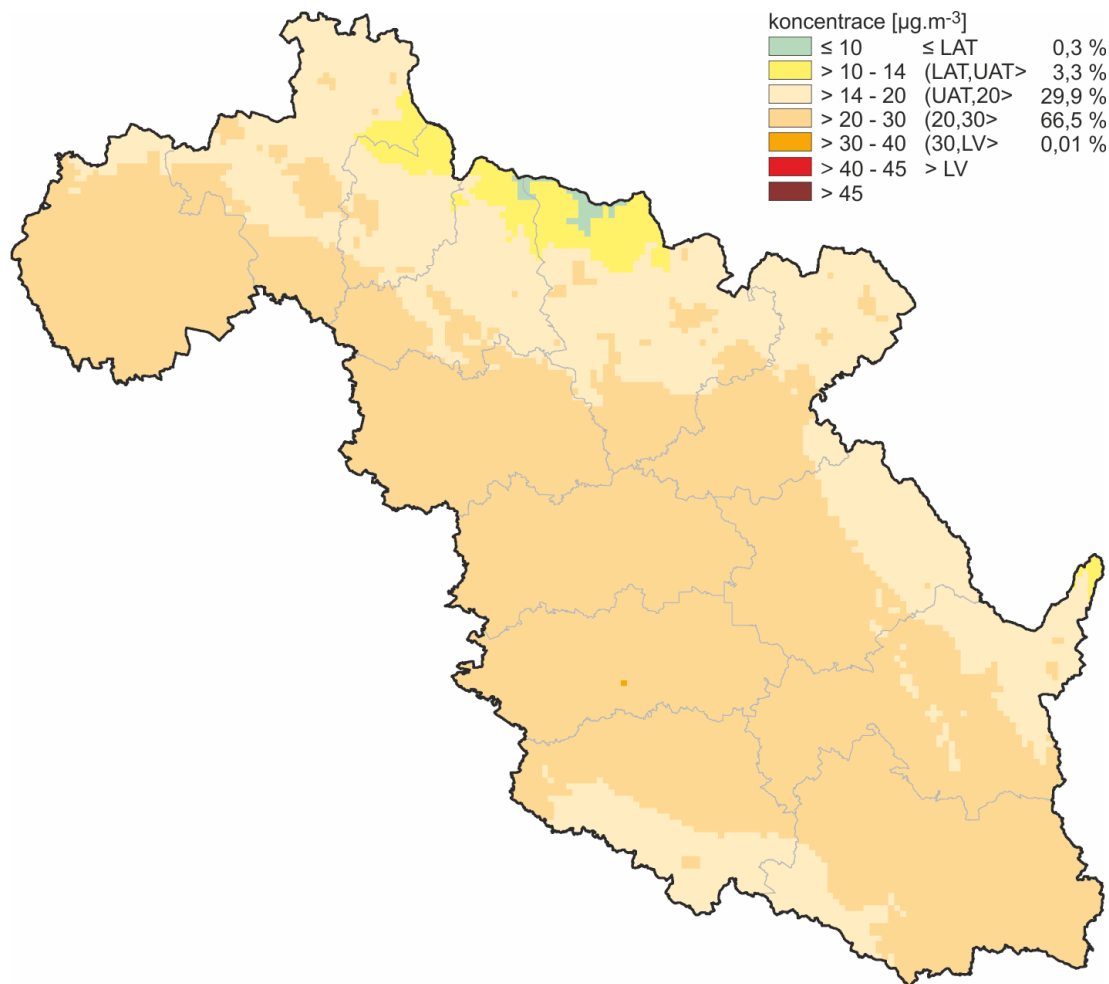 koncentrace [µg.m-3]
≤ 10 ≤ LAT 0,3 %
> 10 - 14 (LAT,UAT> 3,3 %
> 14 - 20 (UAT,20> 29,9 %
> 20 - 30 (20,30> 66,5 %
> 30 - 40 (30,LV> 0,01 %
> 40 - 45 > LV
> 45